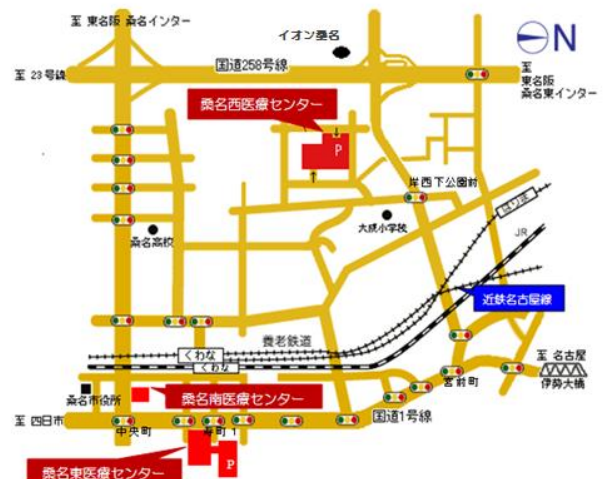 至 東名阪 桑名インター
イオン桑名
N
国道258号線
至 23号線
至
東名阪
桑名東インター
桑名西医療センター
P
岸西下公園前
大成小学校
桑名高校
ばりま
JR
近鉄名古屋線
養老鉄道
くわな
くわな
至 名古屋
伊勢大橋
宮前町
桑名市役所
桑名南医療センター
国道1号線
至 四日市
中央町
寿町 1
桑名東医療センター
P